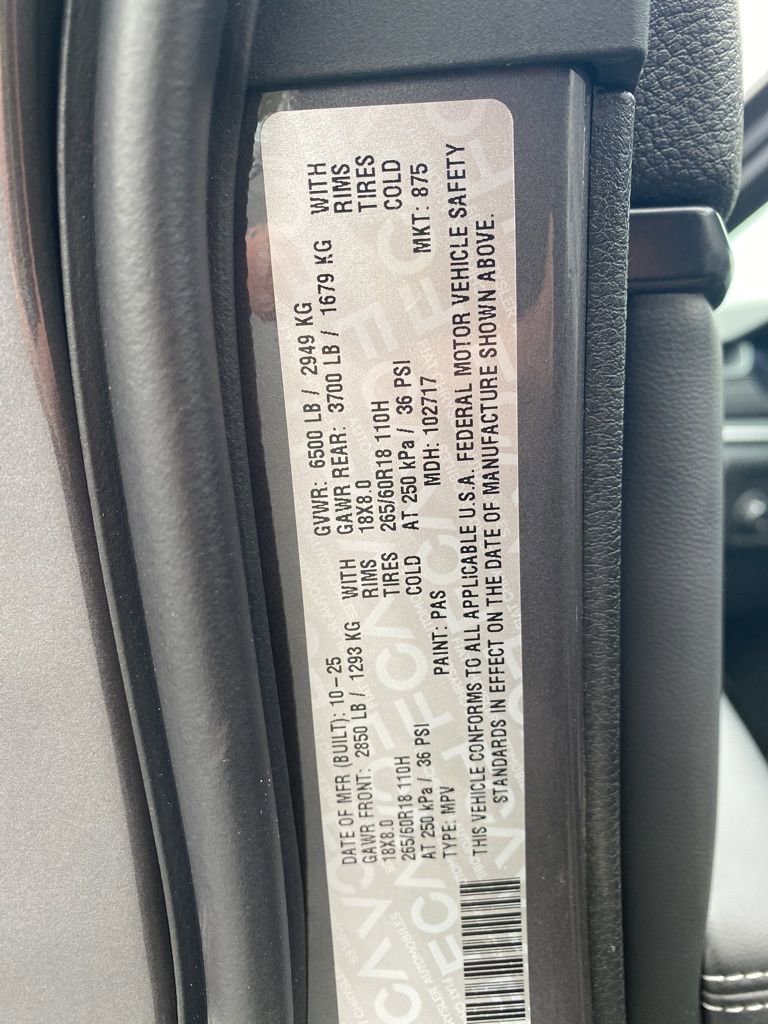 DATE OF MFR (BUILT): 10-25 GVWR: 6500 LB / 2949 KG
GAWR FRONT: 2850 LB / 1293 KG WITH GAWR REAR: 3700 LB / 1679 KG WITH
18X8.0 RIMS 18X8.0 RIMS
265/60R18 110H TIRES 265/60R18 110H TIRES
AT 250 kPa / 36 PSI COLD AT 250 kPa / 36 PSI COLD
TYPE: MPV PAINT: PAS MDH: 102717 MKT: 875
THIS VEHICLE CONFORMS TO ALL APPLICABLE U.S.A. FEDERAL MOTOR VEHICLE SAFETY
STANDARDS IN EFFECT ON THE DATE OF MANUFACTURE SHOWN ABOVE.